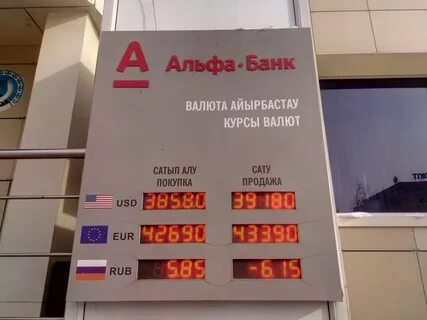 А
Альфа·Банк
ВАЛЮТА АЙЫРБАСТАУ
КУРСЫ ВАЛЮТ
САТЫП АЛУ САТУ
ПОКУПКА ПРОДАЖА
USD 385.80 391.80
EUR 426.90 433.90
RUB 5.85 -6.15